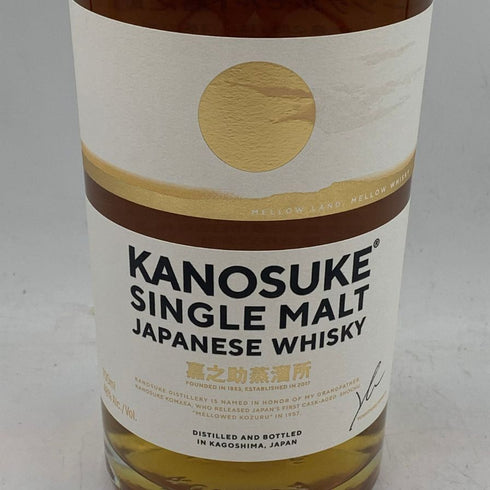 MELLOW LAND, MELLOW WHISKY
KANOSUKE®
SINGLE MALT
JAPANESE WHISKY
嘉之助蒸溜所
FOUNDED IN 1883, ESTABLISHED IN 2017
KANOSUKE DISTILLERY IS NAMED IN HONOR OF MY GRANDFATHER,
KANOSUKE KOMASA, WHO RELEASED JAPAN'S FIRST CASK-AGED SHOCHU
"MELLOWED KOZURU" IN 1957.
DISTILLED AND BOTTLED
IN KAGOSHIMA, JAPAN